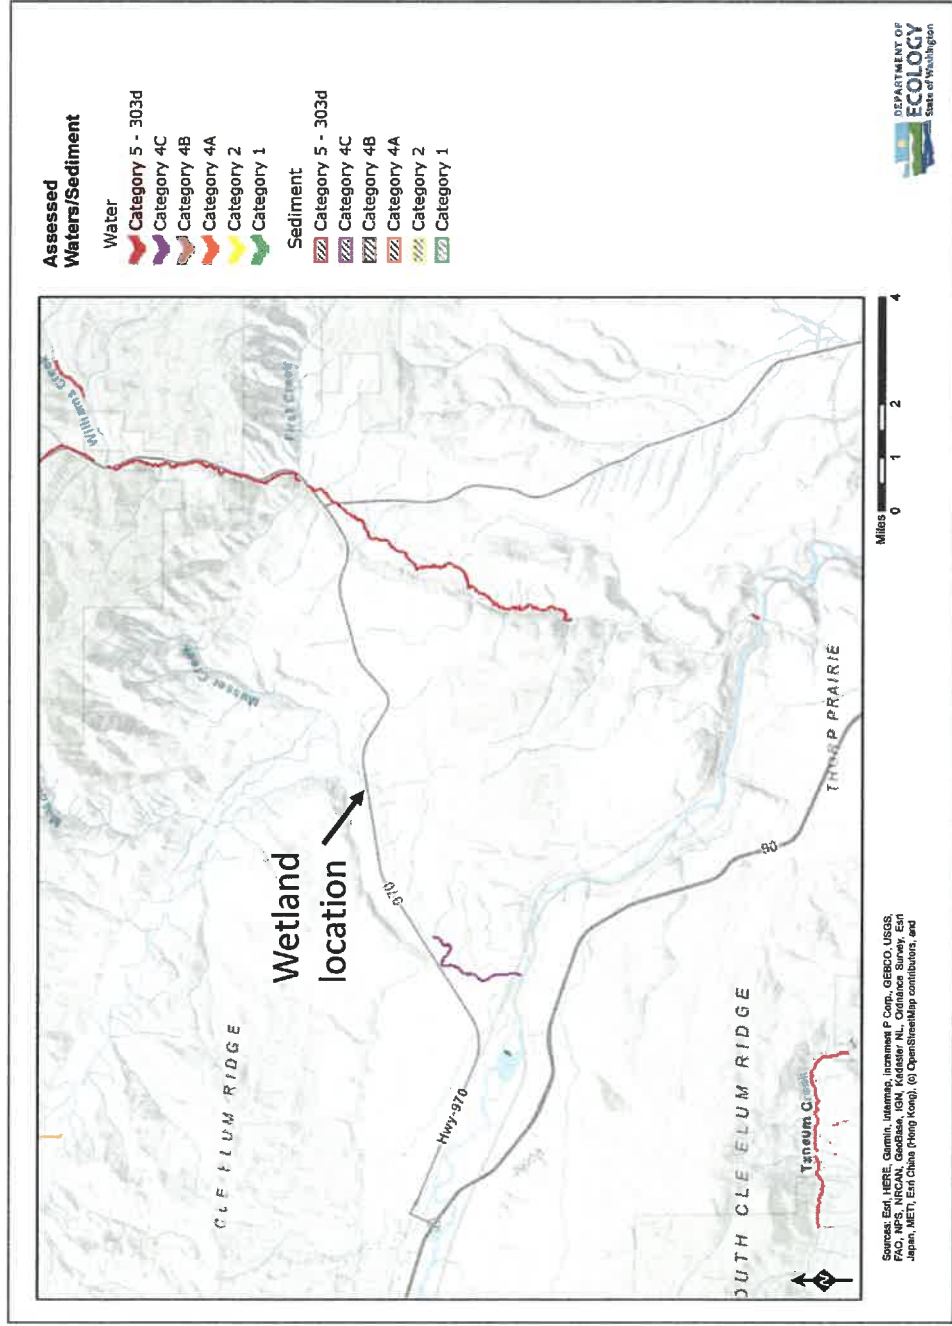 Assessed
Waters/Sediment
Water
Category 5 - 303d
Category 4C
Category 4B
Category 4A
Category 2
Category 1
Sediment
Category 5 - 303d
Category 4C
Category 4B
Category 4A
Category 2
Category 1
Williams Creek
First Creek
CLE ELUM RIDGE
Wetland
location
970
Hwy-970
90
THORP PRAIRIE
OUTH CLE ELUM RIDGE
Taneum Creek
N
Miles
0 1 2 4
Sources: Esri, HERE, Garmin, Intermap, increment P Corp., GEBCO, USGS,
FAO, NPS, NRCAN, GeoBase, IGN, Kadaster NL, Ordnance Survey, Esri
Japan, METI, Esri China (Hong Kong), (c) OpenStreetMap contributors, and
DEPARTMENT OF
ECOLOGY
State of Washington